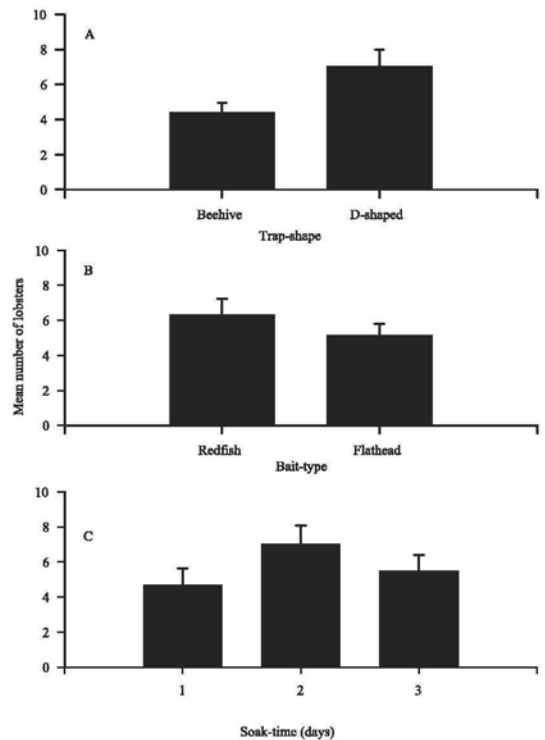 A
10
8
6
4
2
0
Beehive D-shaped
Trap-shape
B
10
8
6
4
2
0
Redfish Flathead
Bait-type
Mean number of lobsters
C
10
8
6
4
2
0
1 2 3
Soak-time (days)